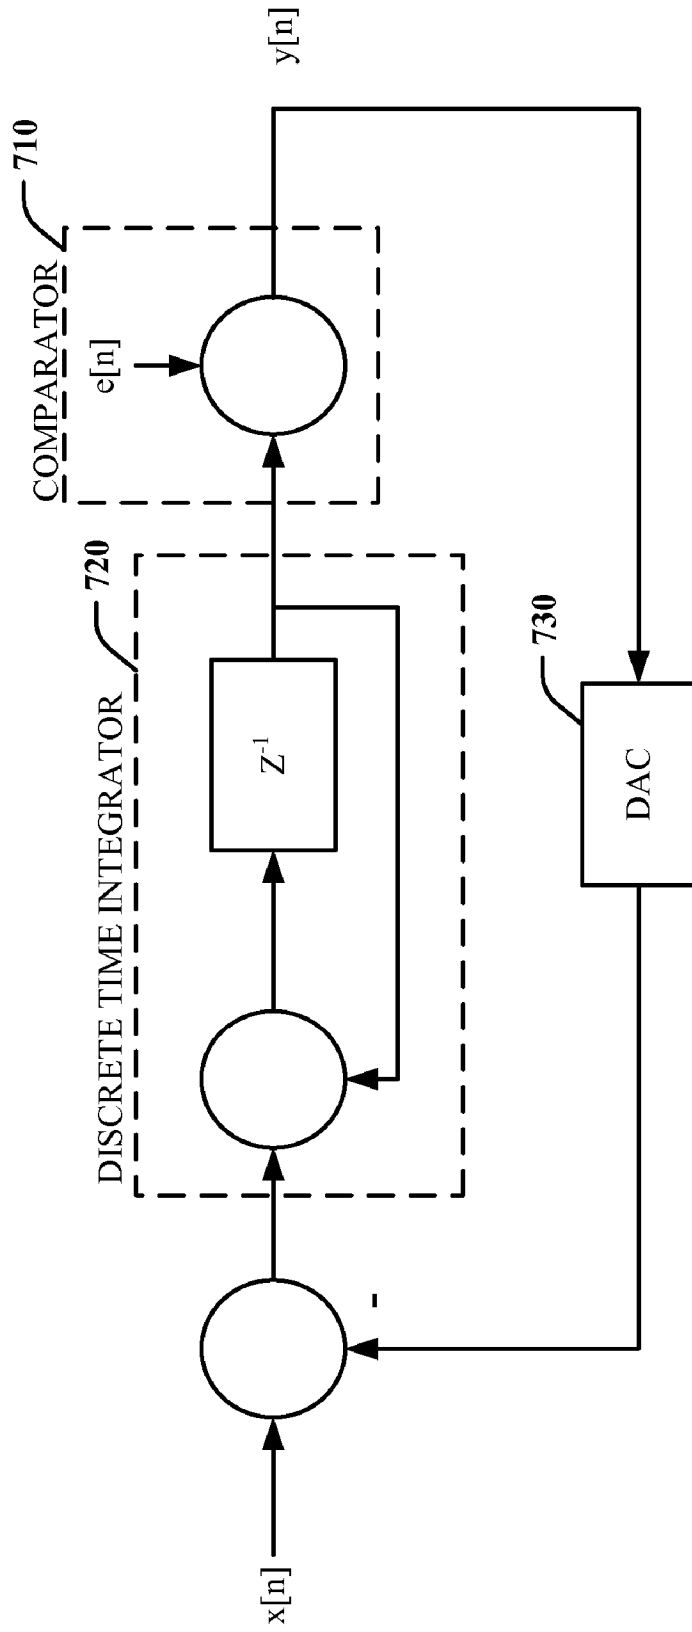 x[n]
DISCRETE TIME INTEGRATOR
720
Z-1
COMPARATOR
710
e[n]
y[n]
-
DAC
730